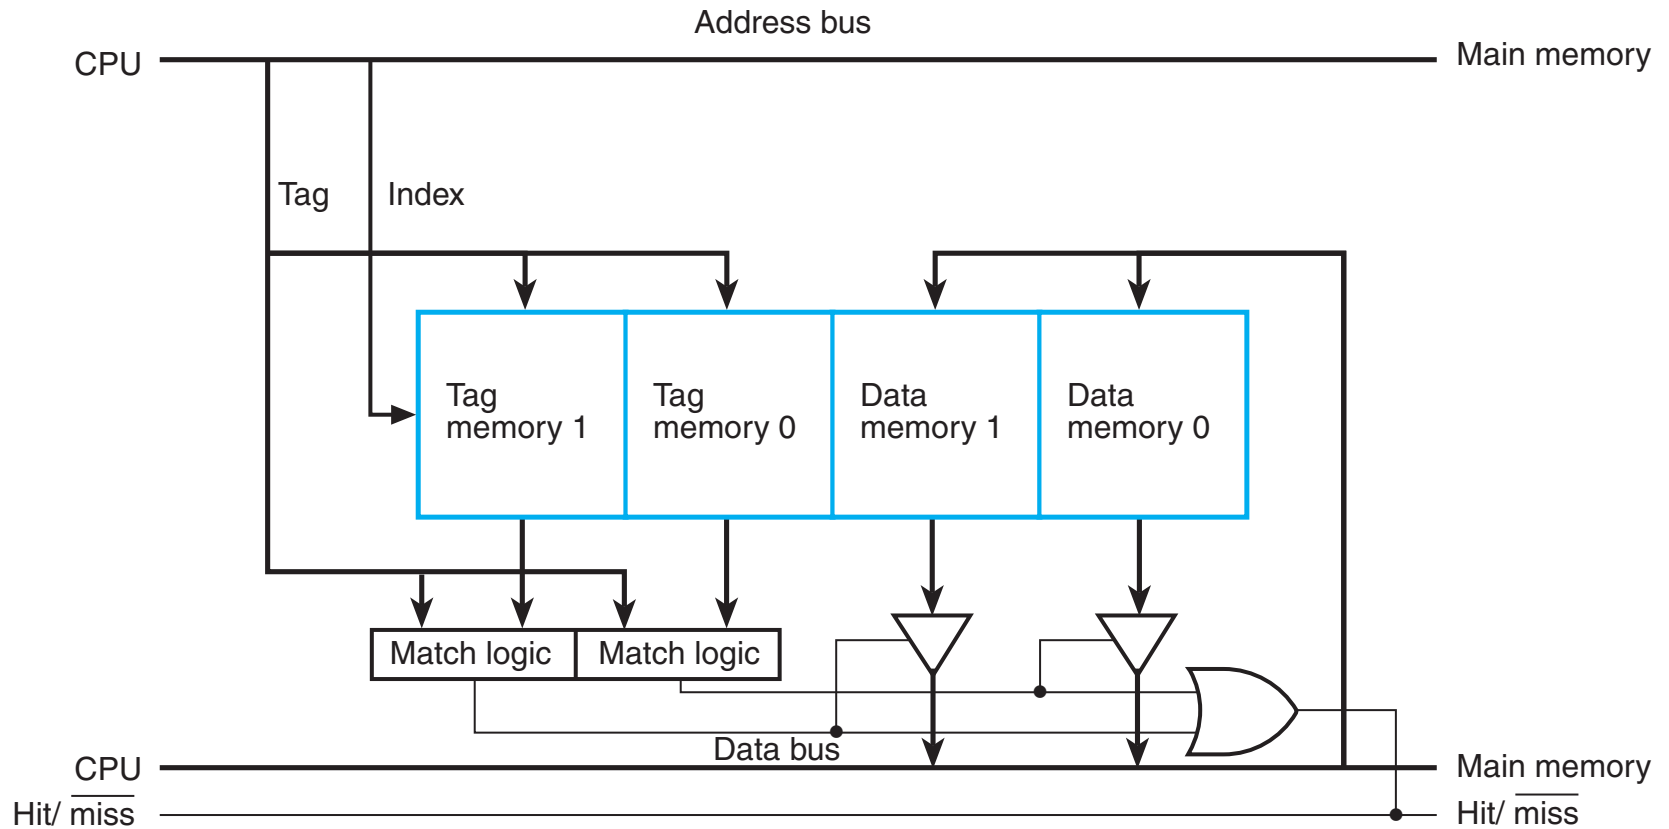 Address bus
CPU
Main memory
Tag
Index
Tag
memory 1
Tag
memory 0
Data
memory 1
Data
memory 0
Match logic
Match logic
Data bus
CPU
Main memory
Hit/ miss
Hit/ miss